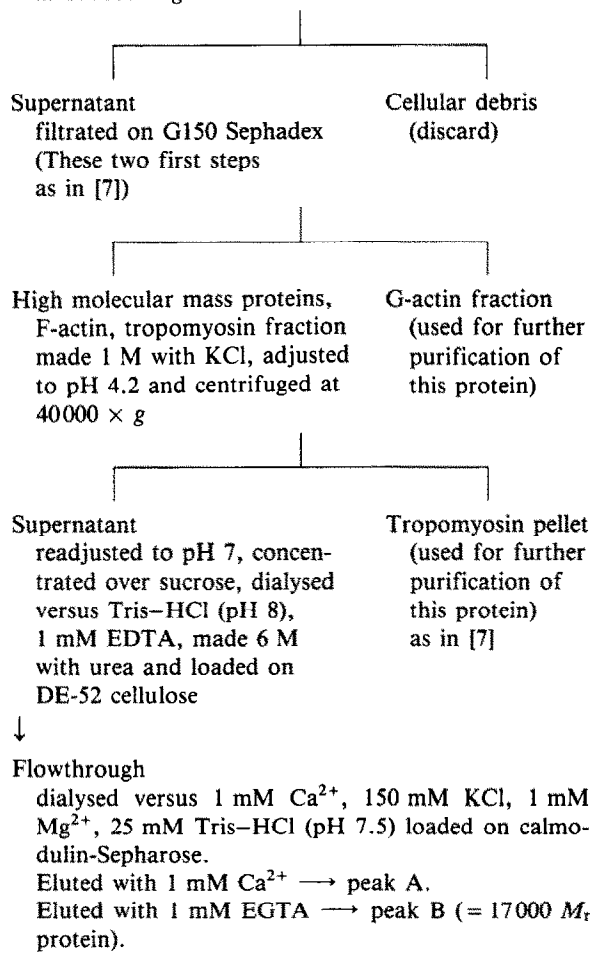 Supernatant
filtrated on G150 Sephadex
(These two first steps
as in [7])
Cellular debris
(discard)
High molecular mass proteins,
F-actin, tropomyosin fraction
made 1 M with KCl, adjusted
to pH 4.2 and centrifuged at
40000 × g
G-actin fraction
(used for further
purification of
this protein)
Supernatant
readjusted to pH 7, concen-
trated over sucrose, dialysed
versus Tris–HCl (pH 8),
1 mM EDTA, made 6 M
with urea and loaded on
DE-52 cellulose
Tropomyosin pellet
(used for further
purification of
this protein)
as in [7]
↓
Flowthrough
dialysed versus 1 mM Ca²⁺, 150 mM KCl, 1 mM
Mg²⁺, 25 mM Tris–HCl (pH 7.5) loaded on calmo-
dulin-Sepharose.
Eluted with 1 mM Ca²⁺ ⟶ peak A.
Eluted with 1 mM EGTA ⟶ peak B (= 17000 Mᵣ
protein).